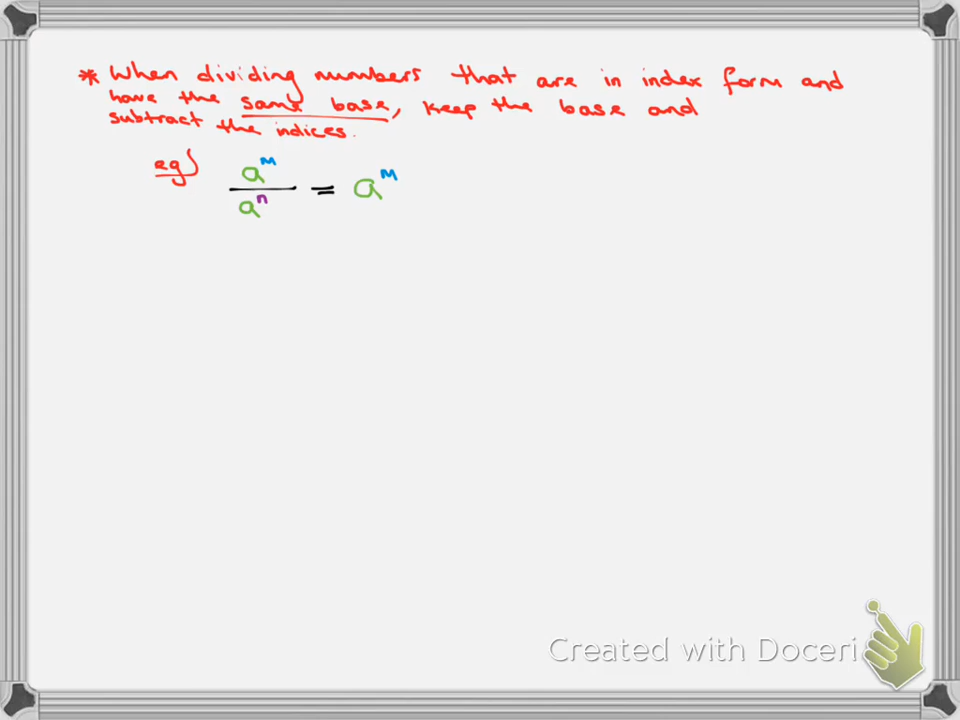 * When dividing numbers that are in index form and
have the same base, keep the base and
subtract the indices.
eg) a^m / a^n = a^m
Created with Doceri